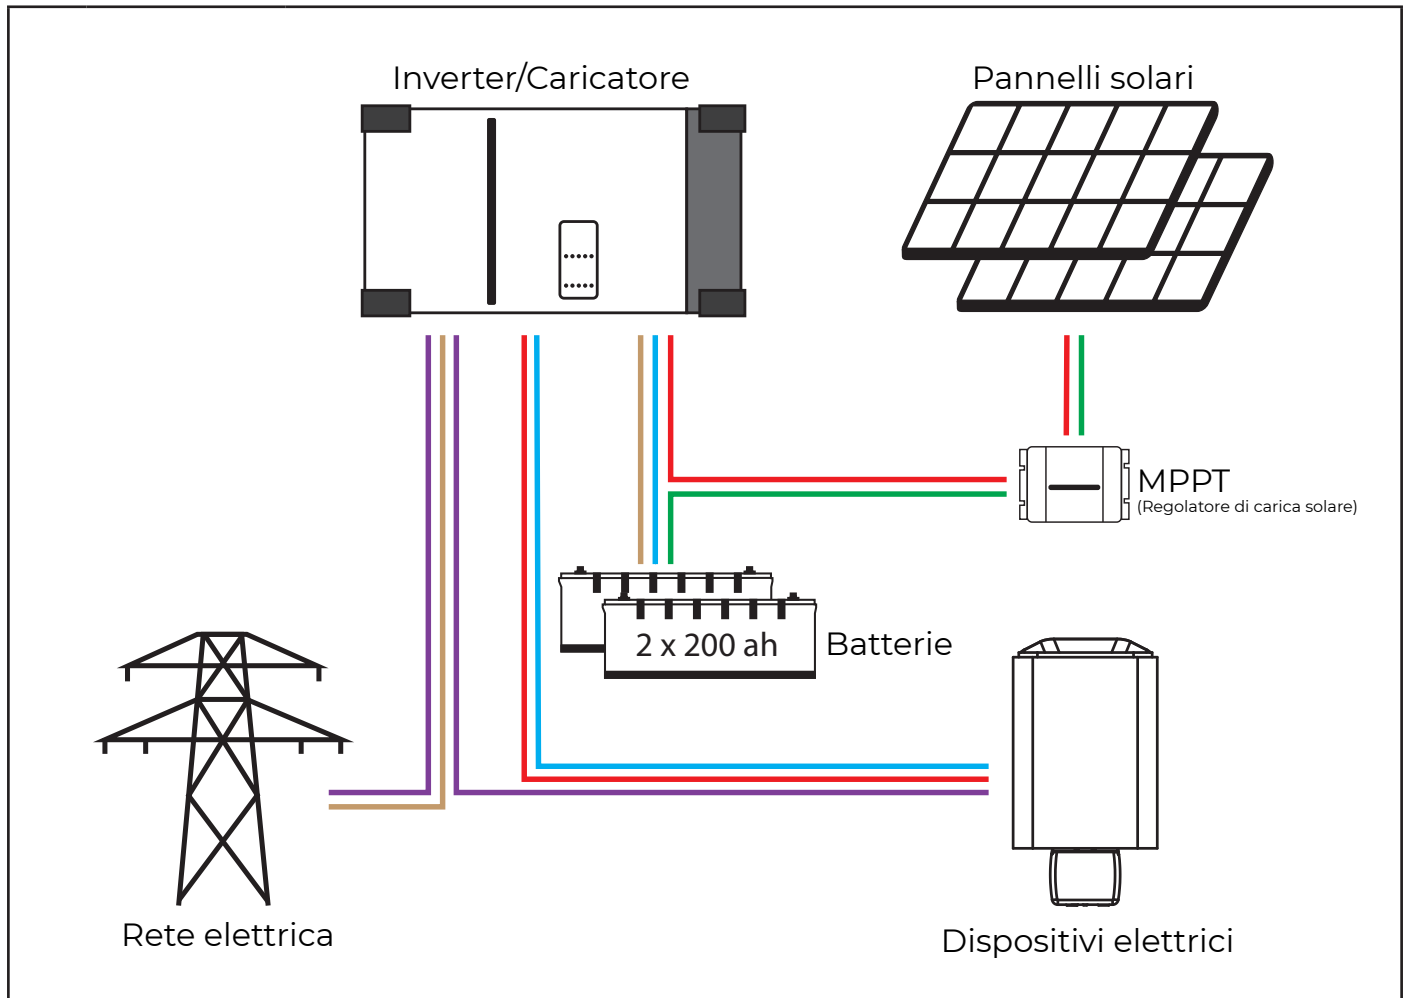 Inverter/Caricatore
Pannelli solari
MPPT
(Regolatore di carica solare)
2 x 200 ah
Batterie
Rete elettrica
Dispositivi elettrici